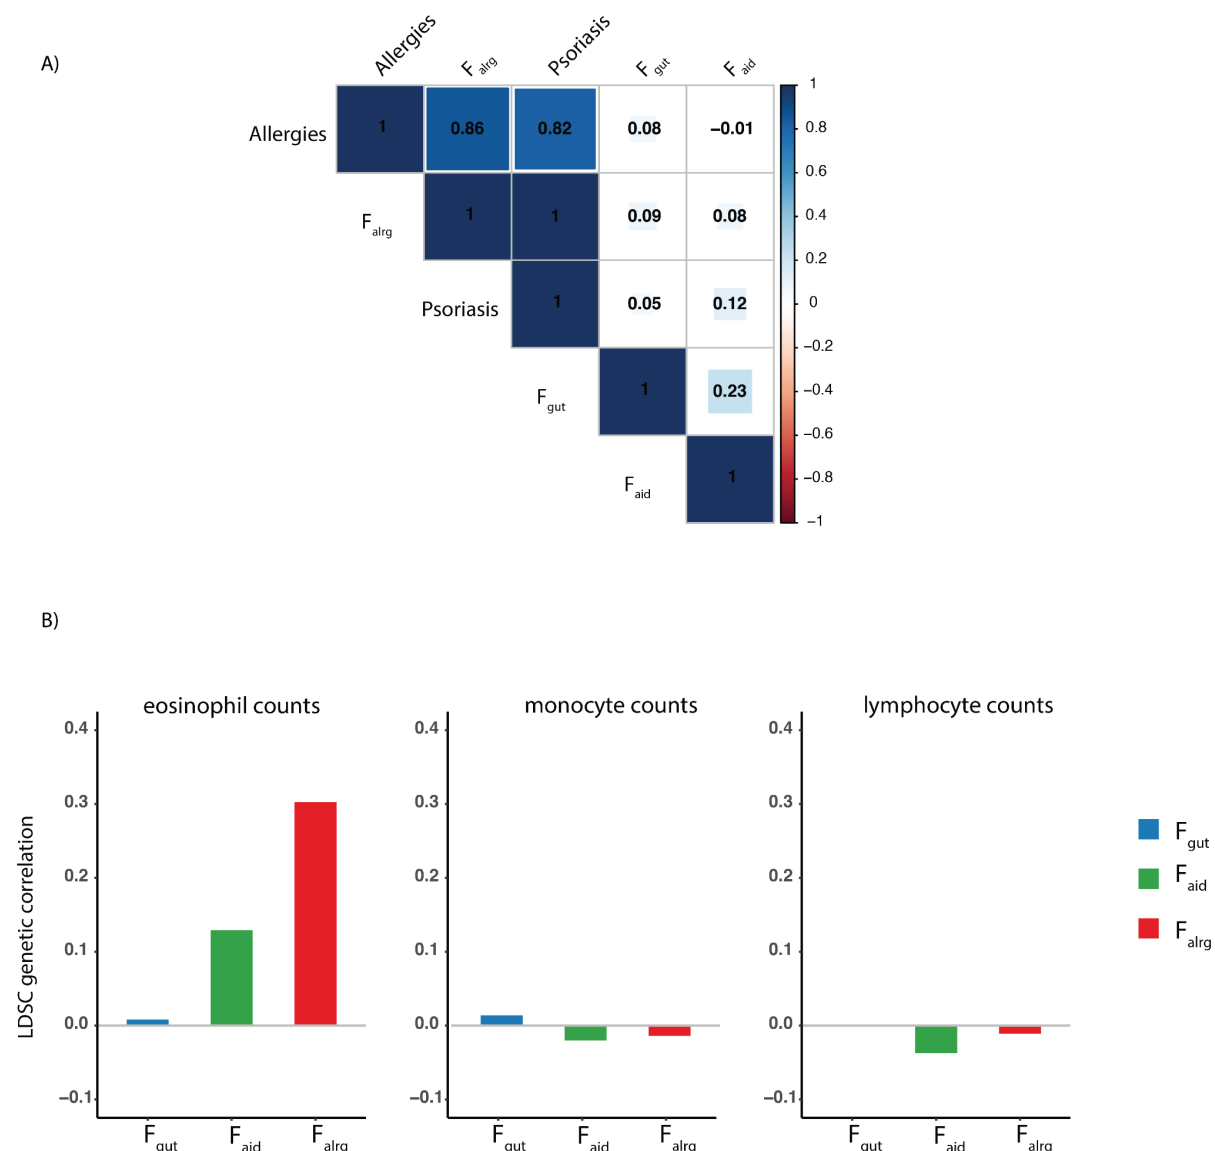 A)
Allergies F alrg Psoriasis F gut F aid
Allergies 1 0.86 0.82 0.08 −0.01
F alrg 1 1 0.09 0.08
Psoriasis 1 0.05 0.12
F gut 1 0.23
F aid 1
1
0.8
0.6
0.4
0.2
0
−0.2
−0.4
−0.6
−0.8
−1
B)
LDSC genetic correlation
eosinophil counts
0.4
0.3
0.2
0.1
0.0
−0.1
F gut F aid F alrg
monocyte counts
0.4
0.3
0.2
0.1
0.0
−0.1
F gut F aid F alrg
lymphocyte counts
0.4
0.3
0.2
0.1
0.0
−0.1
F gut F aid F alrg
F gut
F aid
F alrg